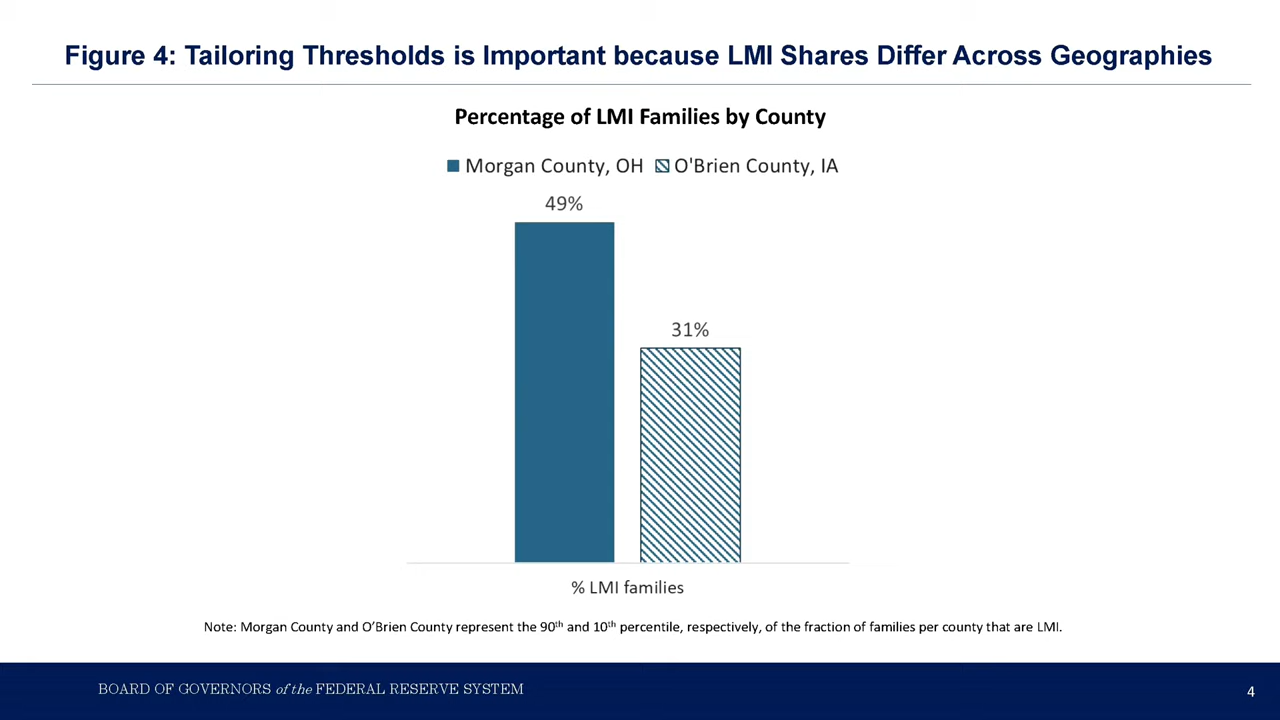 Figure 4: Tailoring Thresholds is Important because LMI Shares Differ Across Geographies
Percentage of LMI Families by County
Morgan County, OH O'Brien County, IA
49%
31%
% LMI families
Note: Morgan County and O’Brien County represent the 90th and 10th percentile, respectively, of the fraction of families per county that are LMI.
BOARD OF GOVERNORS of the FEDERAL RESERVE SYSTEM
4